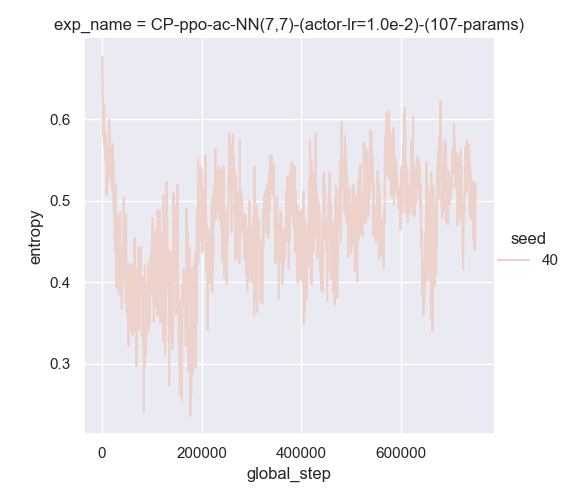 exp_name = CP-ppo-ac-NN(7,7)-(actor-lr=1.0e-2)-(107-params)
0.6
0.5
0.4
0.3
entropy
0
200000
400000
600000
global_step
seed
40